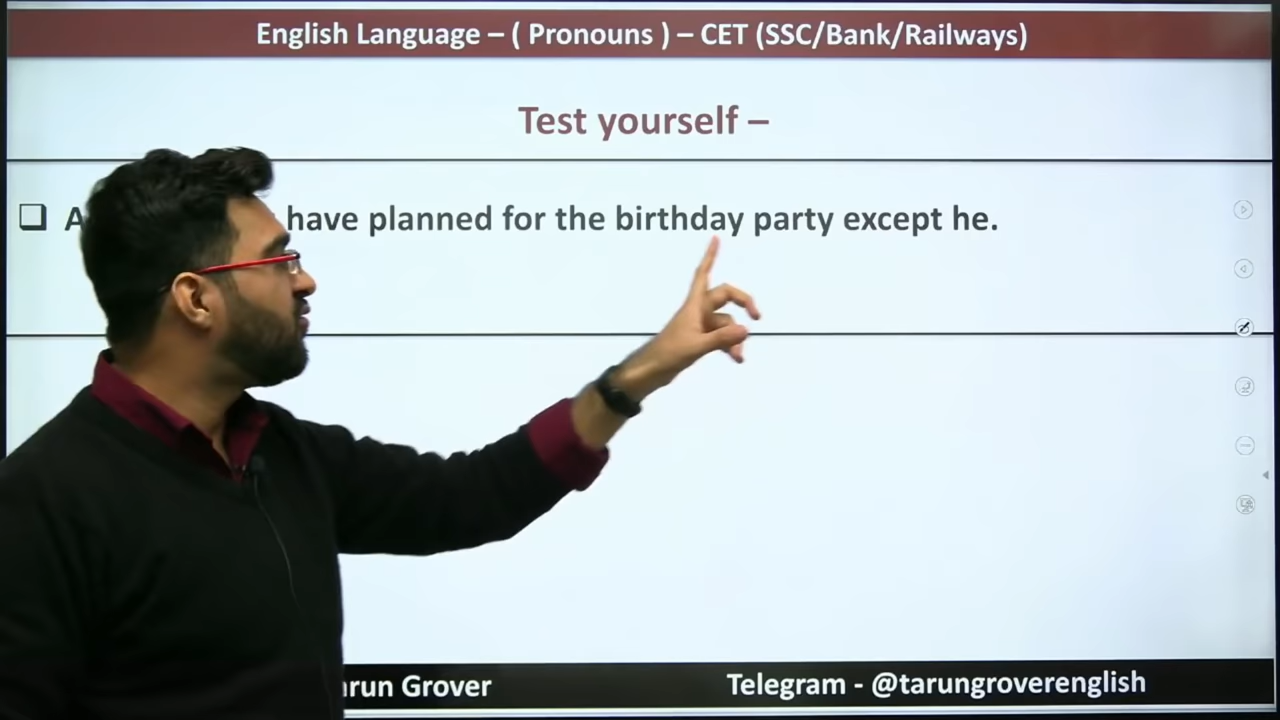 English Language – ( Pronouns ) – CET (SSC/Bank/Railways)
Test yourself –
have planned for the birthday party except he.
Grover
Telegram - @tarungroverenglish